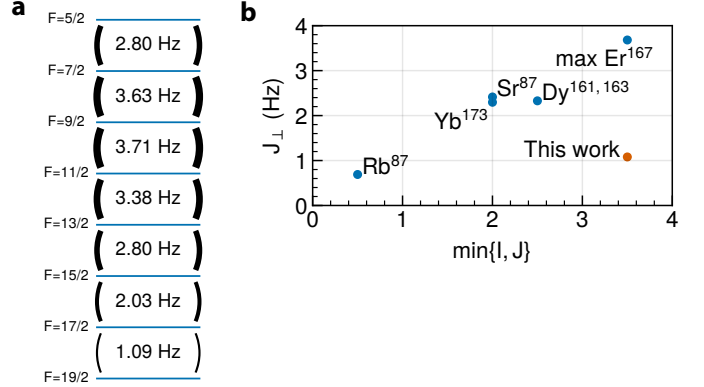 a
F=5/2
2.80 Hz
F=7/2
3.63 Hz
F=9/2
3.71 Hz
F=11/2
3.38 Hz
F=13/2
2.80 Hz
F=15/2
2.03 Hz
F=17/2
1.09 Hz
F=19/2
b
J⊥ (Hz)
4
3
2
1
0
max Er¹⁶⁷
Sr⁸⁷
Dy¹⁶¹,¹⁶³
Yb¹⁷³
This work
Rb⁸⁷
0 1 2 3 4
min{I, J}